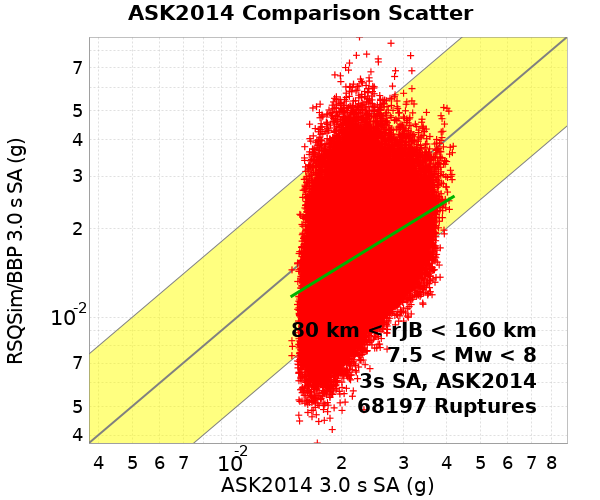 ASK2014 Comparison Scatter
RSQSim/BBP 3.0 s SA (g)
7
5
4
3
2
10-2
7
5
4
80 km < rJB < 160 km
7.5 < Mw < 8
3s SA, ASK2014
68197 Ruptures
4 5 6 7 10-2 2 3 4 5 6 7 8
ASK2014 3.0 s SA (g)